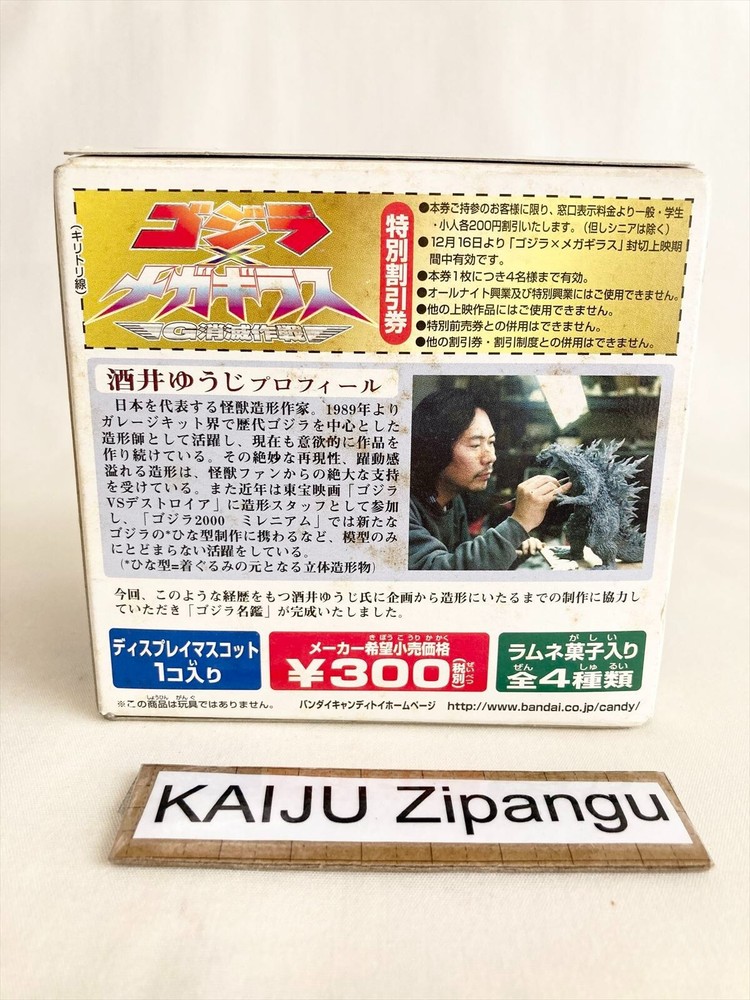 (キリトリ線)
ゴジラ
×
メガギラス
G消滅作戦
特別割引券
●本券ご持参のお客様に限り、窓口表示料金より一般・学生
・小人各200円割引いたします。(但しシニアは除く)
●12月16日より「ゴジラ×メガギラス」封切上映期
間中有効です。
●本券1枚につき4名様まで有効。
●オールナイト興業及び特別興業にはご使用できません。
●他の上映作品にはご使用できません。
●特別前売券との併用はできません。
●他の割引券・割引制度との併用はできません。
酒井ゆうじプロフィール
日本を代表する怪獣造形作家。1989年より
ガレージキット界で歴代ゴジラを中心とした
造形師として活躍し、現在も意欲的に作品を
作り続けている。その絶妙な再現性、躍動感
溢れる造形は、怪獣ファンからの絶大な支持
を受けている。また近年は東宝映画「ゴジラ
VSデストロイア」に造形スタッフとして参加
し、「ゴジラ2000 ミレニアム」では新たな
ゴジラの*ひな型制作に携わるなど、模型のみ
にとどまらない活躍をしている。
(*ひな型=着ぐるみの元となる立体造形物)
今回、このような経歴をもつ酒井ゆうじ氏に企画から造形にいたるまでの制作に協力し
ていただき「ゴジラ名鑑」が完成いたしました。
ディスプレイマスコット
1コ入り
メーカー希望小売価格
¥300(税別)
ラムネ菓子入り
全4種類
※この商品は玩具ではありません。
バンダイキャンディトイホームページ http://www.bandai.co.jp/candy/
KAIJU Zipangu